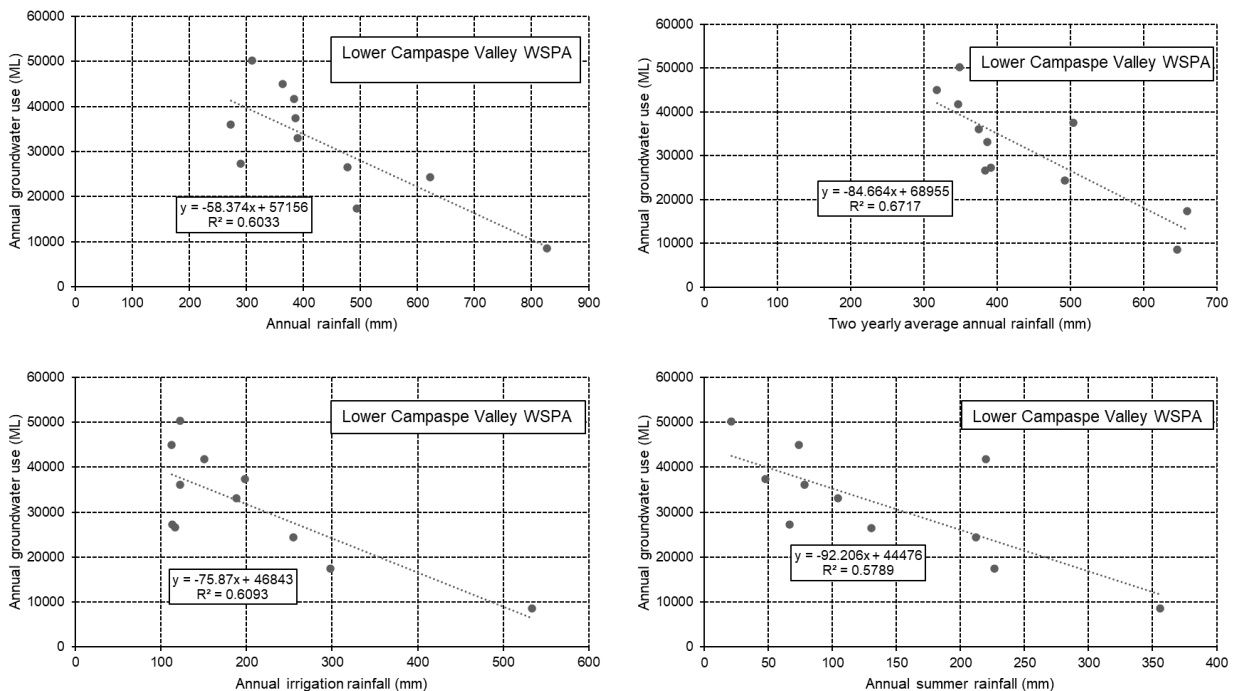 60000
50000
40000
30000
20000
10000
0
Annual groundwater use (ML)
Lower Campaspe Valley WSPA
y = -58.374x + 57156
R² = 0.6033
0 100 200 300 400 500 600 700 800 900
Annual rainfall (mm)
60000
50000
40000
30000
20000
10000
0
Annual groundwater use (ML)
Lower Campaspe Valley WSPA
y = -84.664x + 68955
R² = 0.6717
0 100 200 300 400 500 600 700
Two yearly average annual rainfall (mm)
60000
50000
40000
30000
20000
10000
0
Annual groundwater use (ML)
Lower Campaspe Valley WSPA
y = -75.87x + 46843
R² = 0.6093
0 100 200 300 400 500 600
Annual irrigation rainfall (mm)
60000
50000
40000
30000
20000
10000
0
Annual groundwater use (ML)
Lower Campaspe Valley WSPA
y = -92.206x + 44476
R² = 0.5789
0 50 100 150 200 250 300 350 400
Annual summer rainfall (mm)